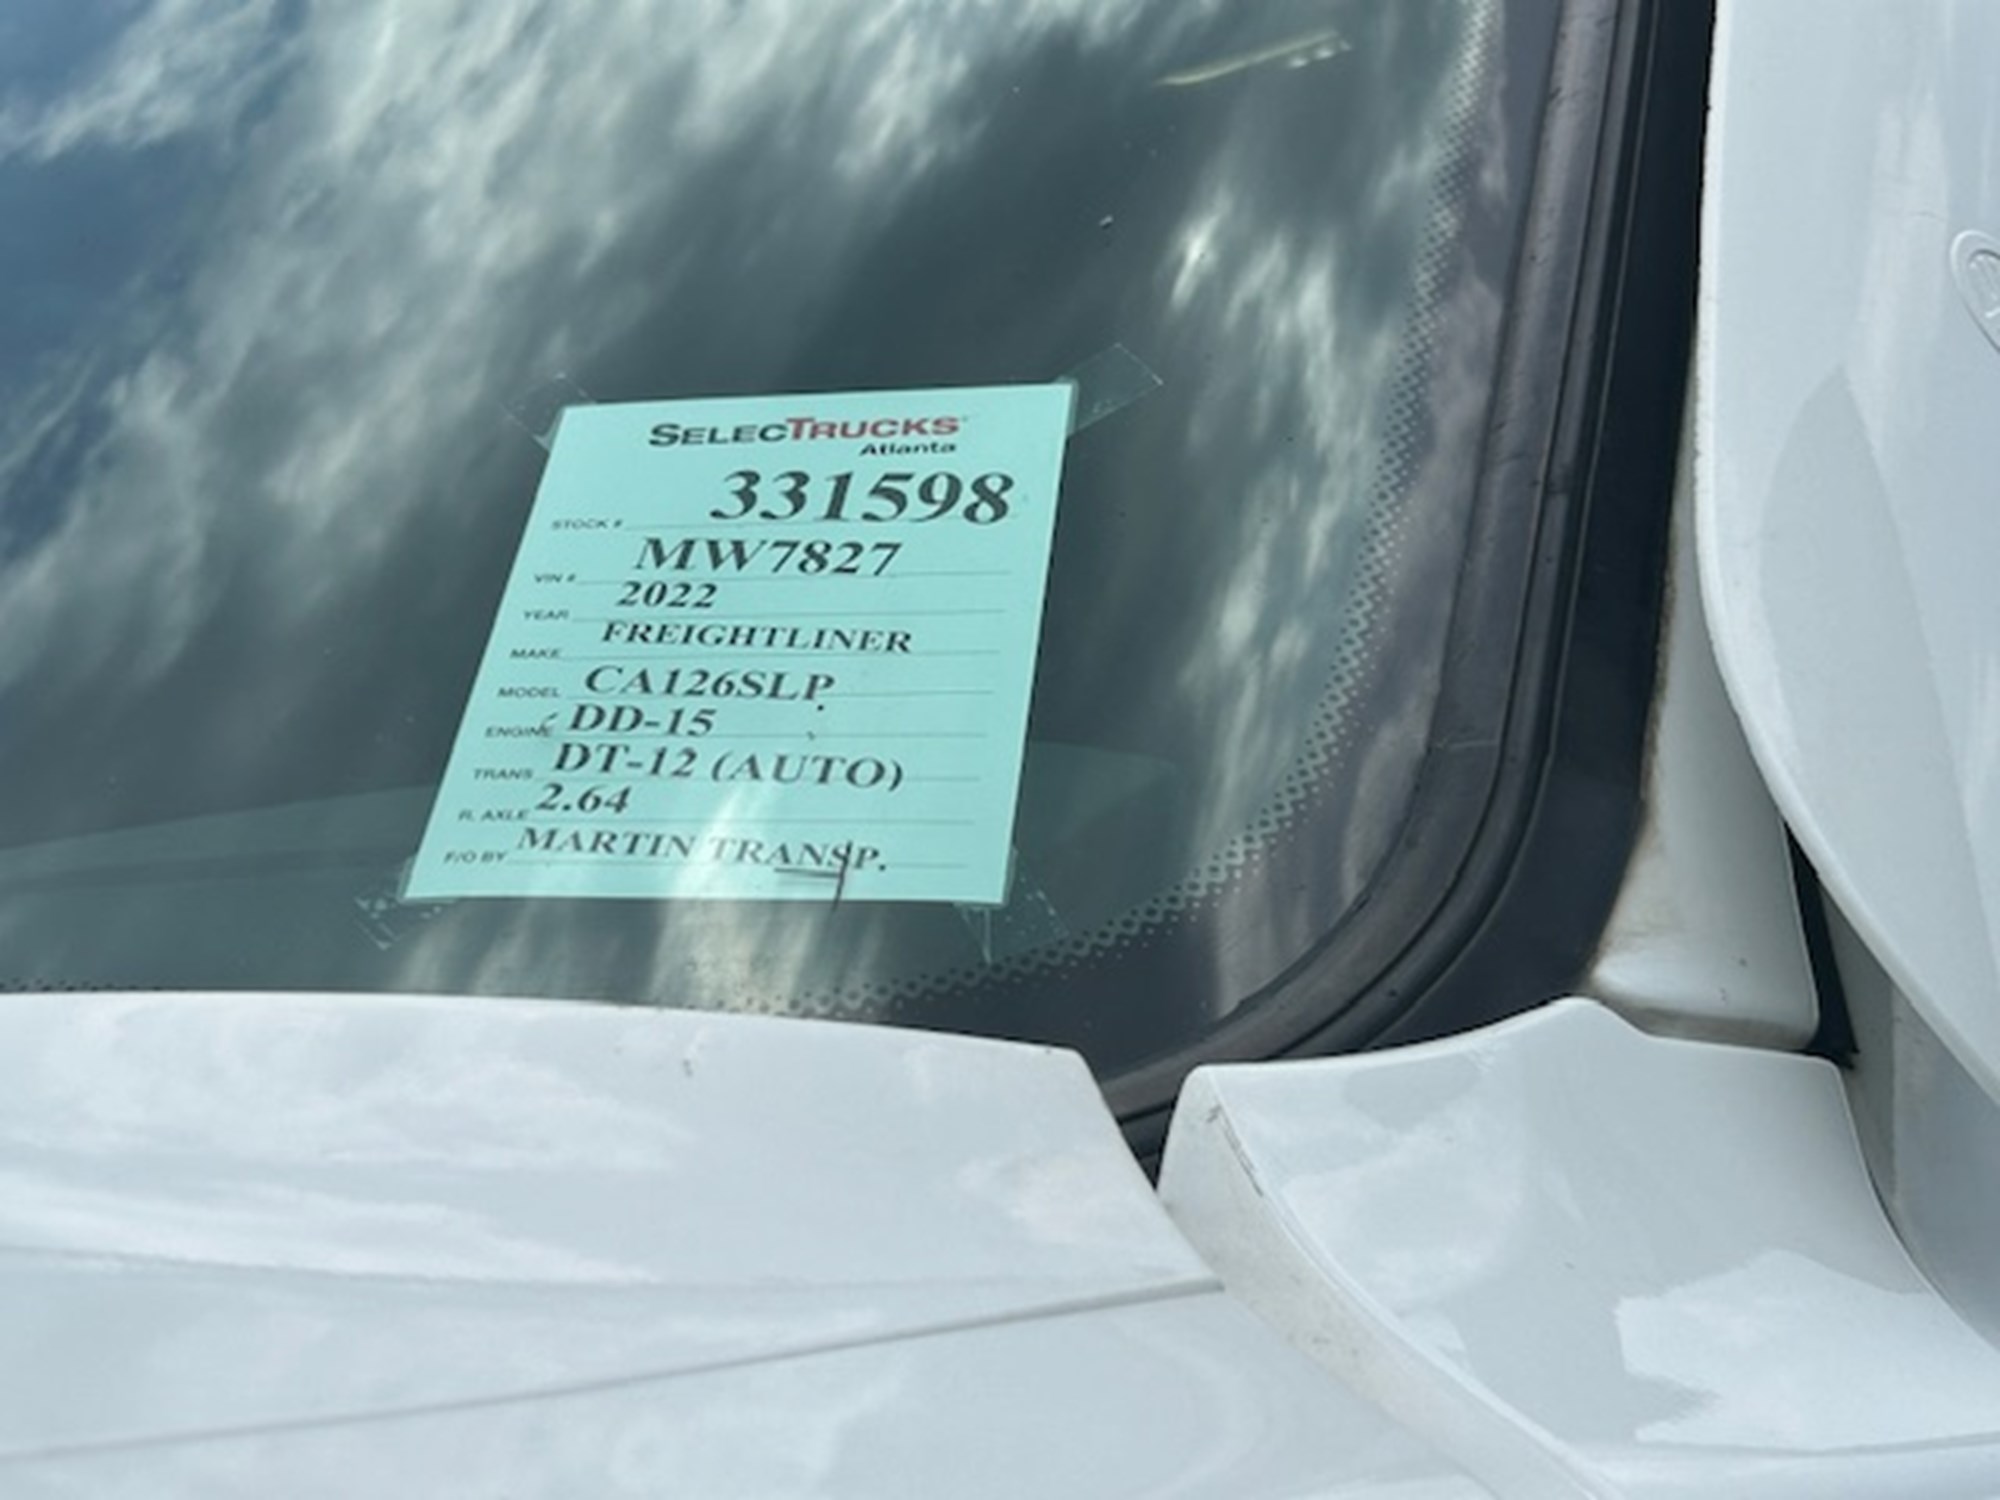 SELECTRUCKS
Atlanta
STOCK # 331598
VIN # MW7827
YEAR 2022
MAKE FREIGHTLINER
MODEL CA126SLP
ENGINE DD-15
TRANS DT-12 (AUTO)
R. AXLE 2.64
F/O BY MARTIN TRANSP.